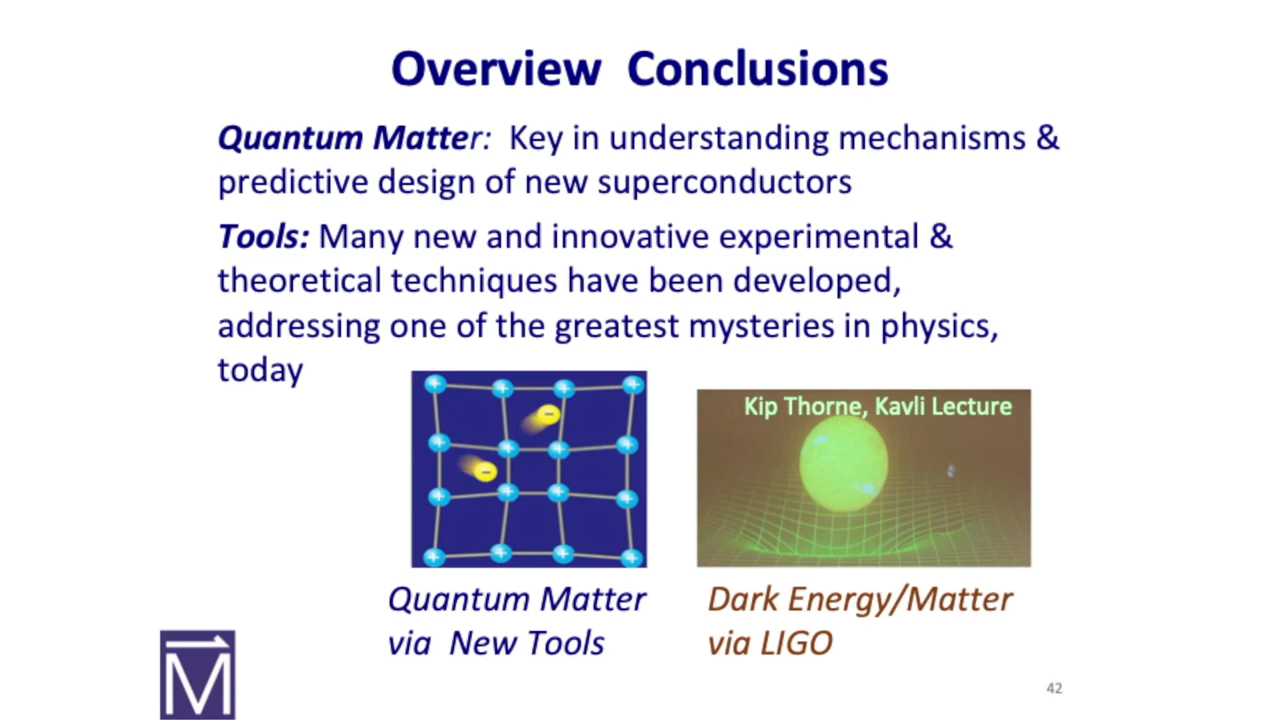 Overview Conclusions
Quantum Matter: Key in understanding mechanisms &
predictive design of new superconductors
Tools: Many new and innovative experimental &
theoretical techniques have been developed,
addressing one of the greatest mysteries in physics,
today
Kip Thorne, Kavli Lecture
Quantum Matter
via New Tools
Dark Energy/Matter
via LIGO
M
42